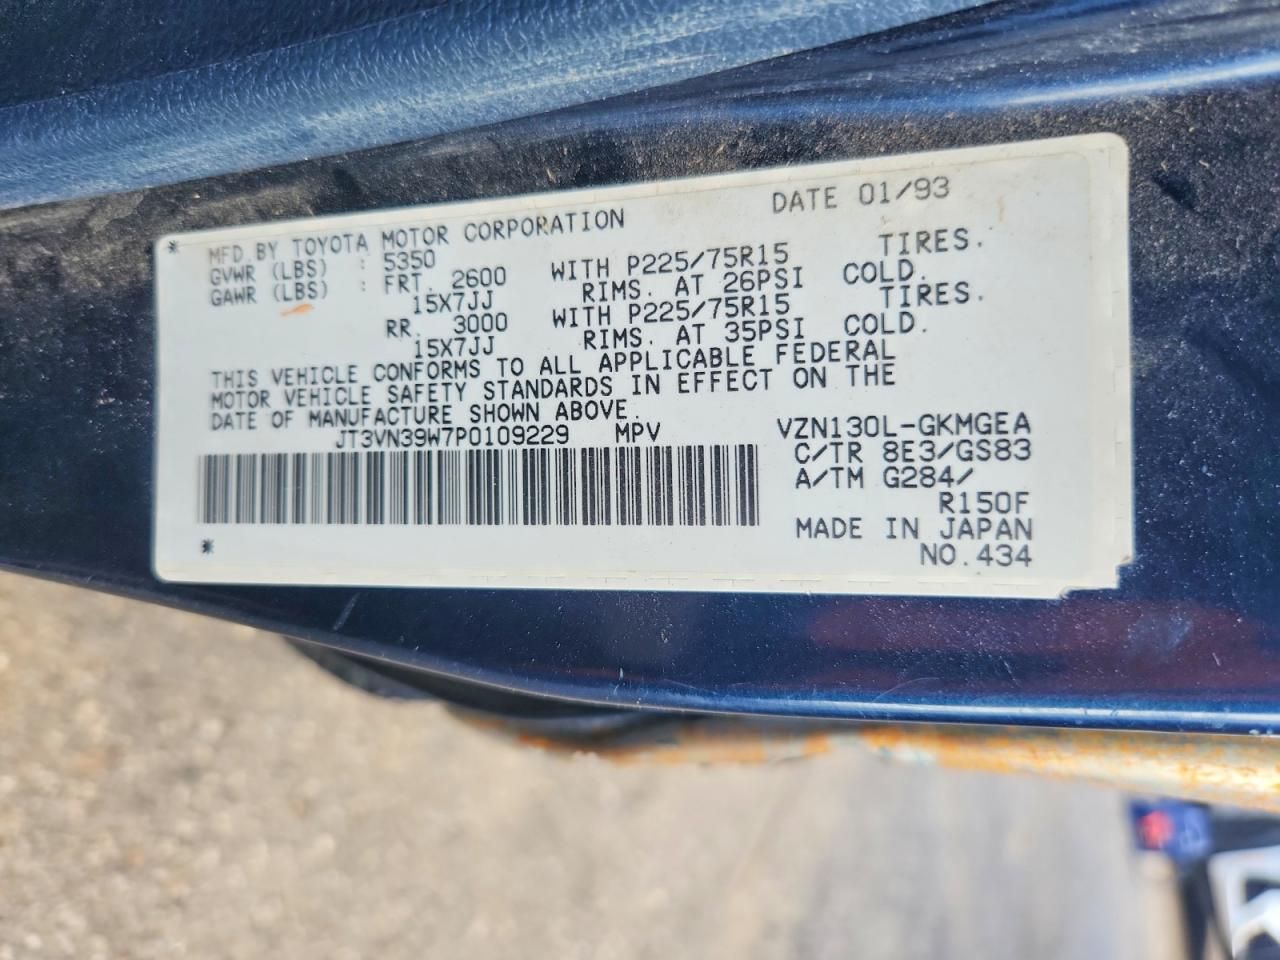 DATE 01/93
* MFD.BY TOYOTA MOTOR CORPORATION
GVWR (LBS) : 5350
GAWR (LBS) : FRT. 2600 WITH P225/75R15 TIRES.
15X7JJ RIMS. AT 26PSI COLD.
RR. 3000 WITH P225/75R15 TIRES.
15X7JJ RIMS. AT 35PSI COLD.
THIS VEHICLE CONFORMS TO ALL APPLICABLE FEDERAL
MOTOR VEHICLE SAFETY STANDARDS IN EFFECT ON THE
DATE OF MANUFACTURE SHOWN ABOVE.
JT3VN39W7P0109229 MPV
VZN130L-GKMGEA
C/TR 8E3/GS83
A/TM G284/
R150F
MADE IN JAPAN
* NO.434